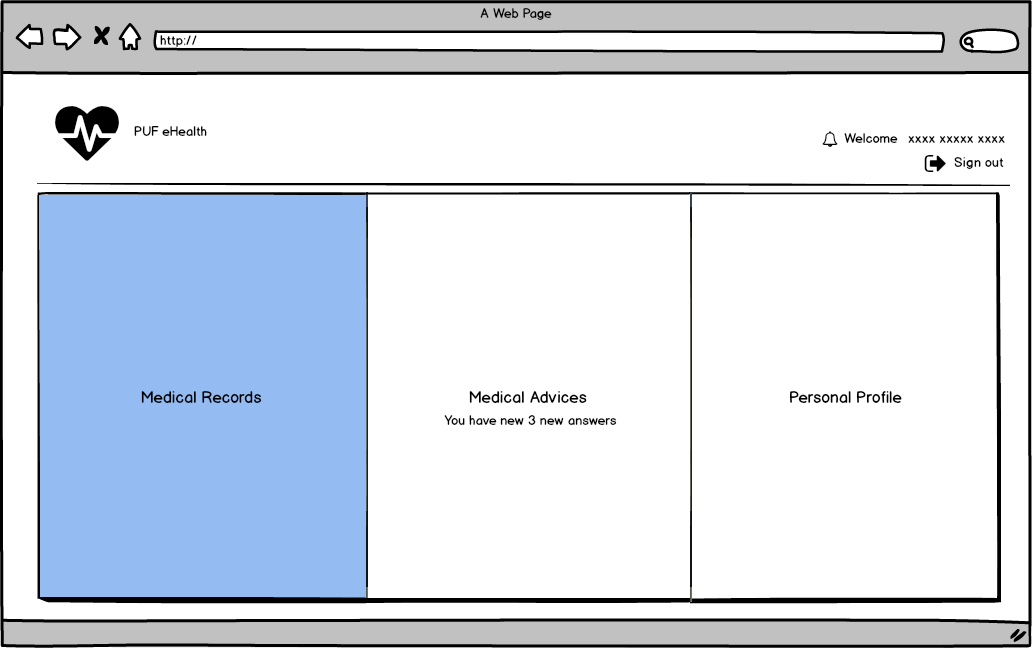 A Web Page
http://
PUF eHealth
Welcome xxxx xxxxx xxxx
Sign out
Medical Records
Medical Advices
You have new 3 new answers
Personal Profile